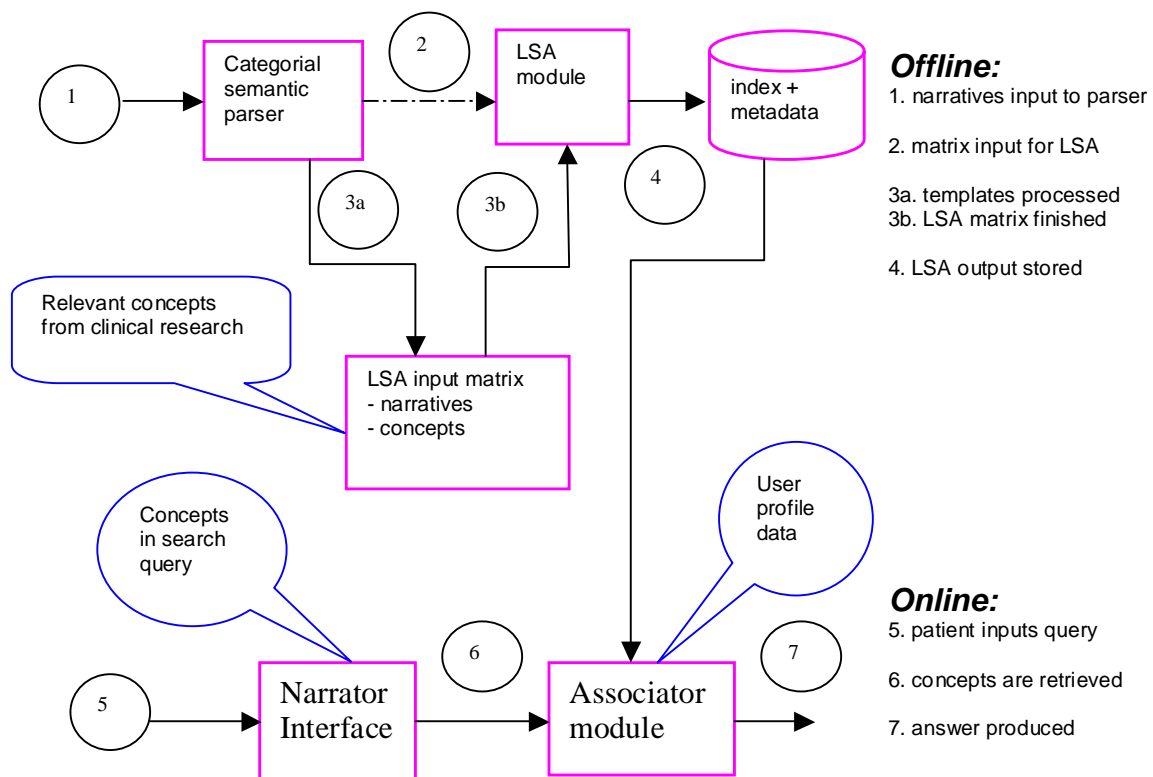 1
Categorial
semantic
parser
2
LSA
module
index +
metadata
3a
3b
4
Relevant concepts
from clinical research
LSA input matrix
- narratives
- concepts
Concepts
in search
query
User
profile
data
5
Narrator
Interface
6
Associator
module
7
Offline:
1. narratives input to parser
2. matrix input for LSA
3a. templates processed
3b. LSA matrix finished
4. LSA output stored
Online:
5. patient inputs query
6. concepts are retrieved
7. answer produced